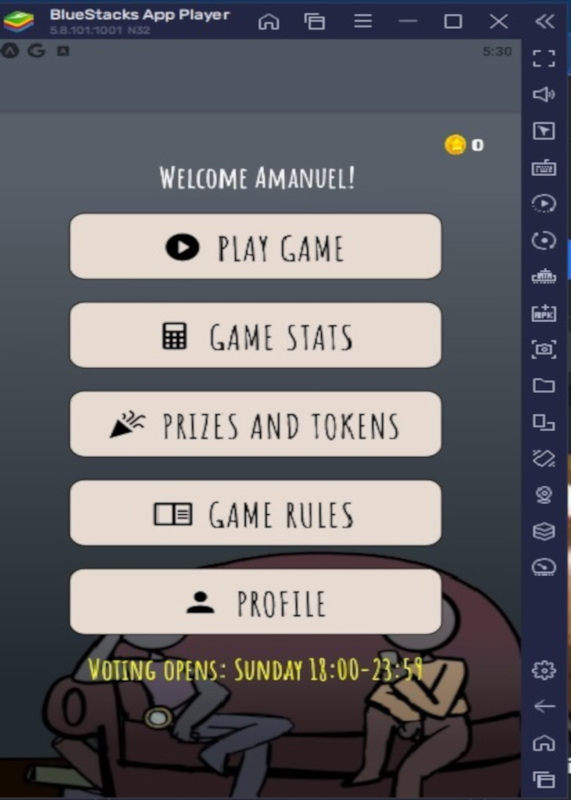 BlueStacks App Player
5.8.101.1001 N32
5:30
0
Welcome Amanuel!
PLAY GAME
GAME STATS
PRIZES AND TOKENS
GAME RULES
PROFILE
Voting opens: Sunday 18:00-23:59